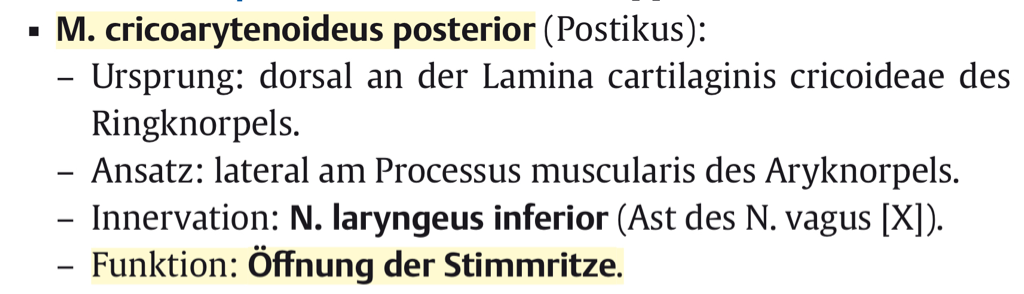 ▪ M. cricoarytenoideus posterior (Postikus):
– Ursprung: dorsal an der Lamina cartilaginis cricoideae des
Ringknorpels.
– Ansatz: lateral am Processus muscularis des Aryknorpels.
– Innervation: N. laryngeus inferior (Ast des N. vagus [X]).
– Funktion: Öffnung der Stimmritze.